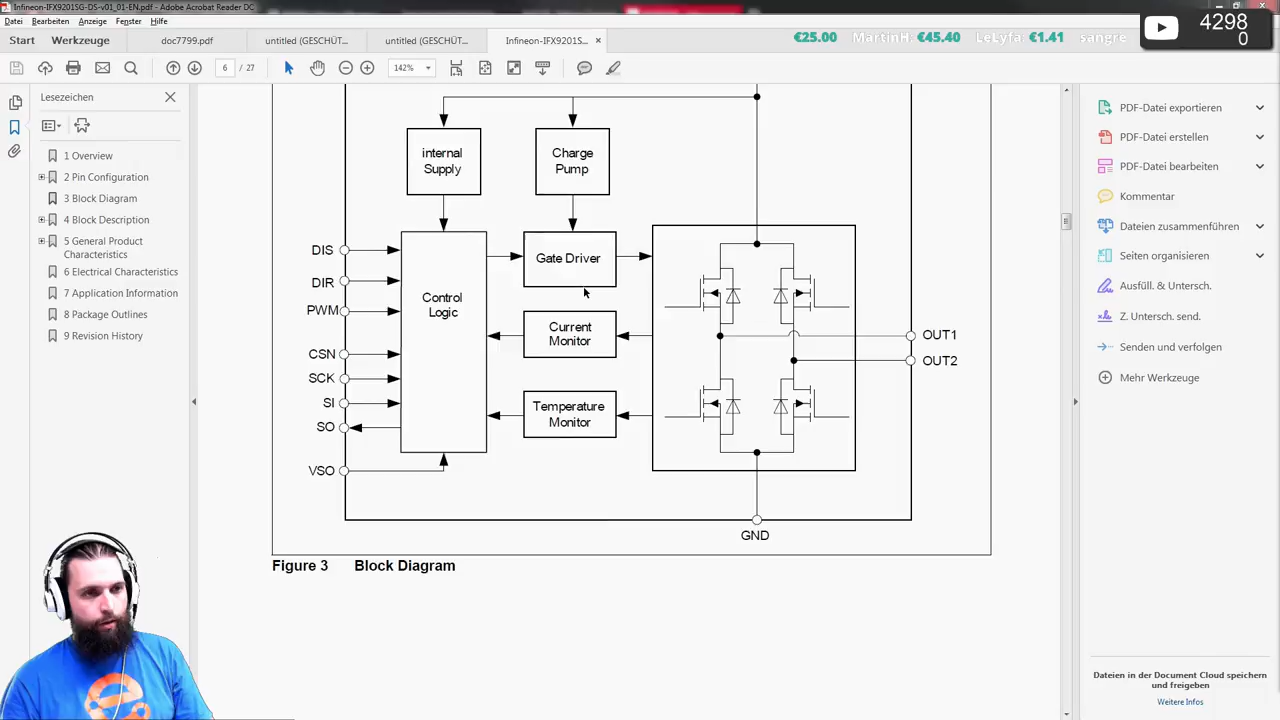 Infineon-IFX9201SG-DS-v01_01-EN.pdf - Adobe Acrobat Reader DC
Datei Bearbeiten Anzeige Fenster Hilfe
Start Werkzeuge doc7799.pdf untitled (GESCHÜT... untitled (GESCHÜT... Infineon-IFX9201S... ×
€25.00 MartinH €45.40 LeLyfa €1.41 sangre
4298
0
6 / 27 142%
Lesezeichen
1 Overview
2 Pin Configuration
3 Block Diagram
4 Block Description
5 General Product
Characteristics
6 Electrical Characteristics
7 Application Information
8 Package Outlines
9 Revision History
internal
Supply
Charge
Pump
DIS
DIR
PWM
CSN
SCK
SI
SO
VSO
Control
Logic
Gate Driver
Current
Monitor
Temperature
Monitor
OUT1
OUT2
GND
Figure 3 Block Diagram
PDF-Datei exportieren
PDF-Datei erstellen
PDF-Datei bearbeiten
Kommentar
Dateien zusammenführen
Seiten organisieren
Ausfüll. & Untersch.
Z. Untersch. send.
Senden und verfolgen
Mehr Werkzeuge
Dateien in der Document Cloud speichern
und freigeben
Weitere Infos